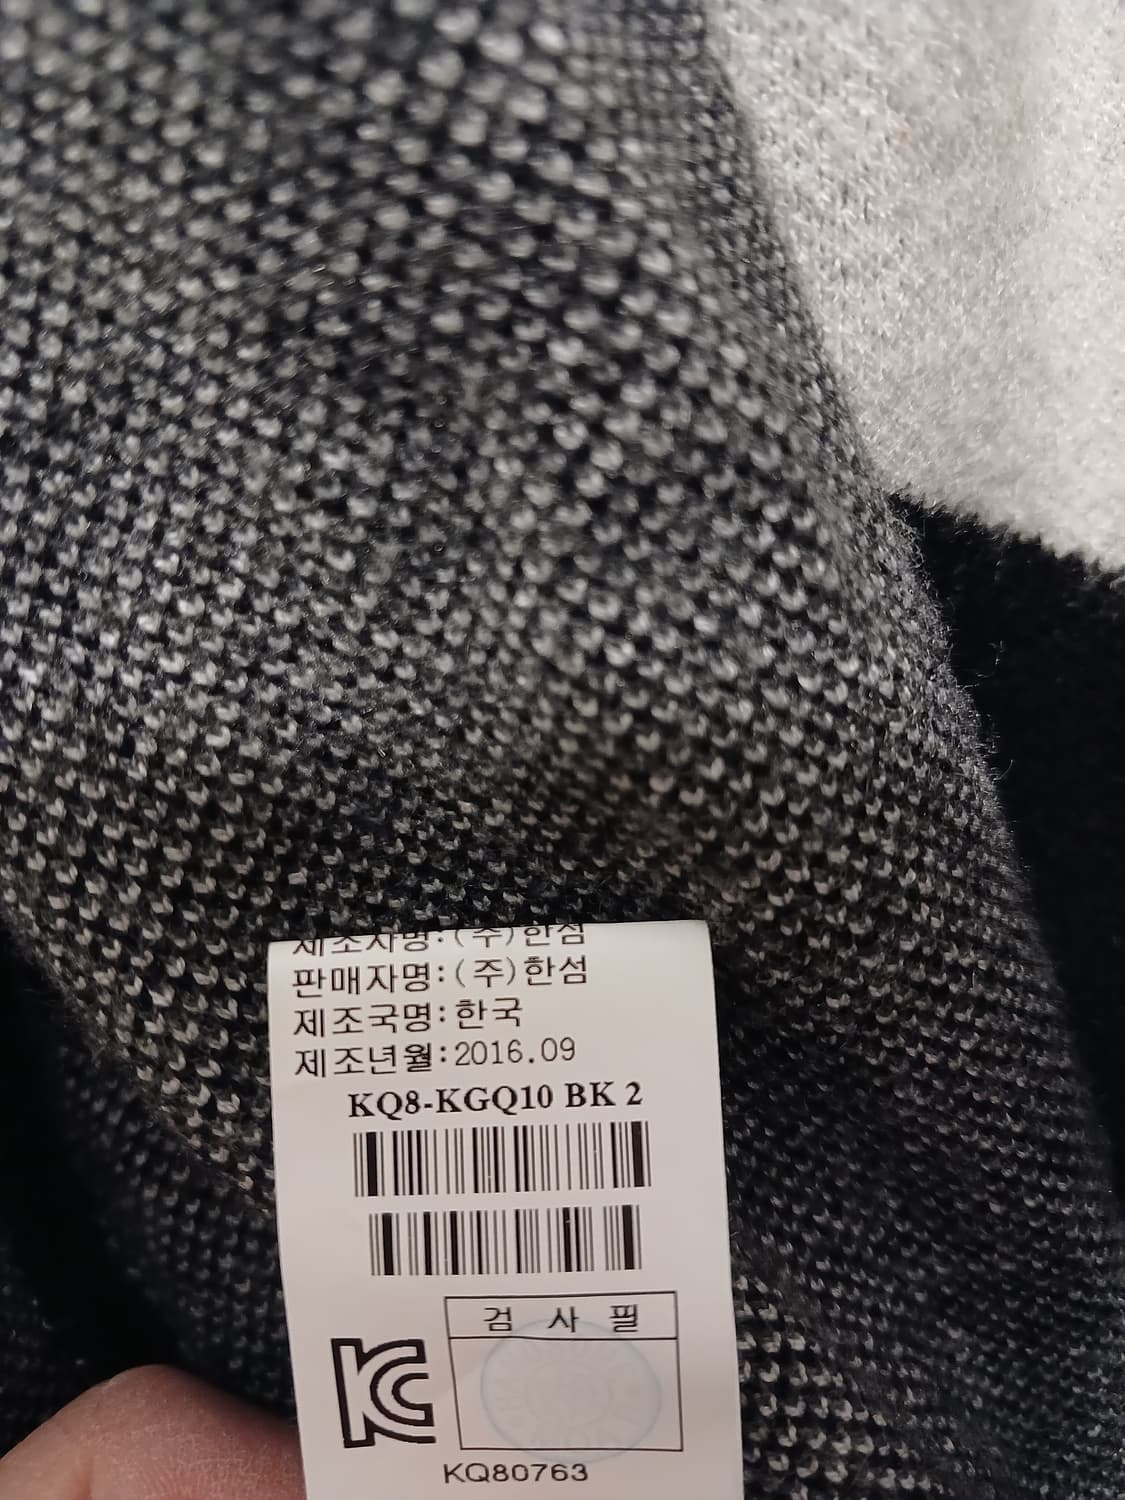 제조자명:(주)한섬
판매자명:(주)한섬
제조국명:한국
제조년월:2016.09
KQ8-KGQ10 BK 2
검 사 필
KC
KQ80763